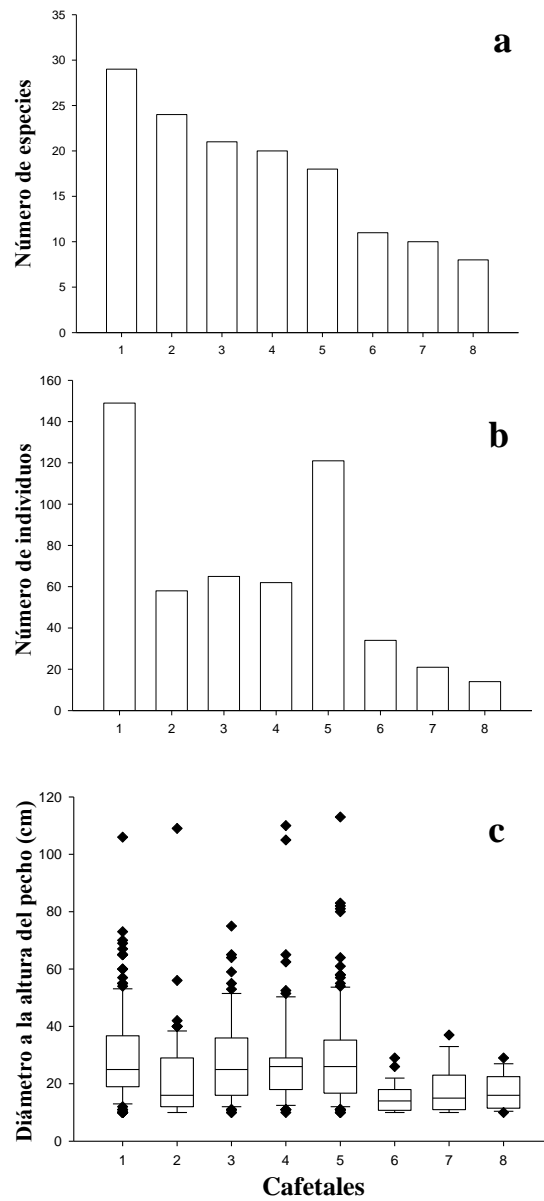 a
Número de especies
35
30
25
20
15
10
5
0
1 2 3 4 5 6 7 8
b
Número de individuos
160
140
120
100
80
60
40
20
0
1 2 3 4 5 6 7 8
c
Diámetro a la altura del pecho (cm)
120
100
80
60
40
20
0
1 2 3 4 5 6 7 8
Cafetales